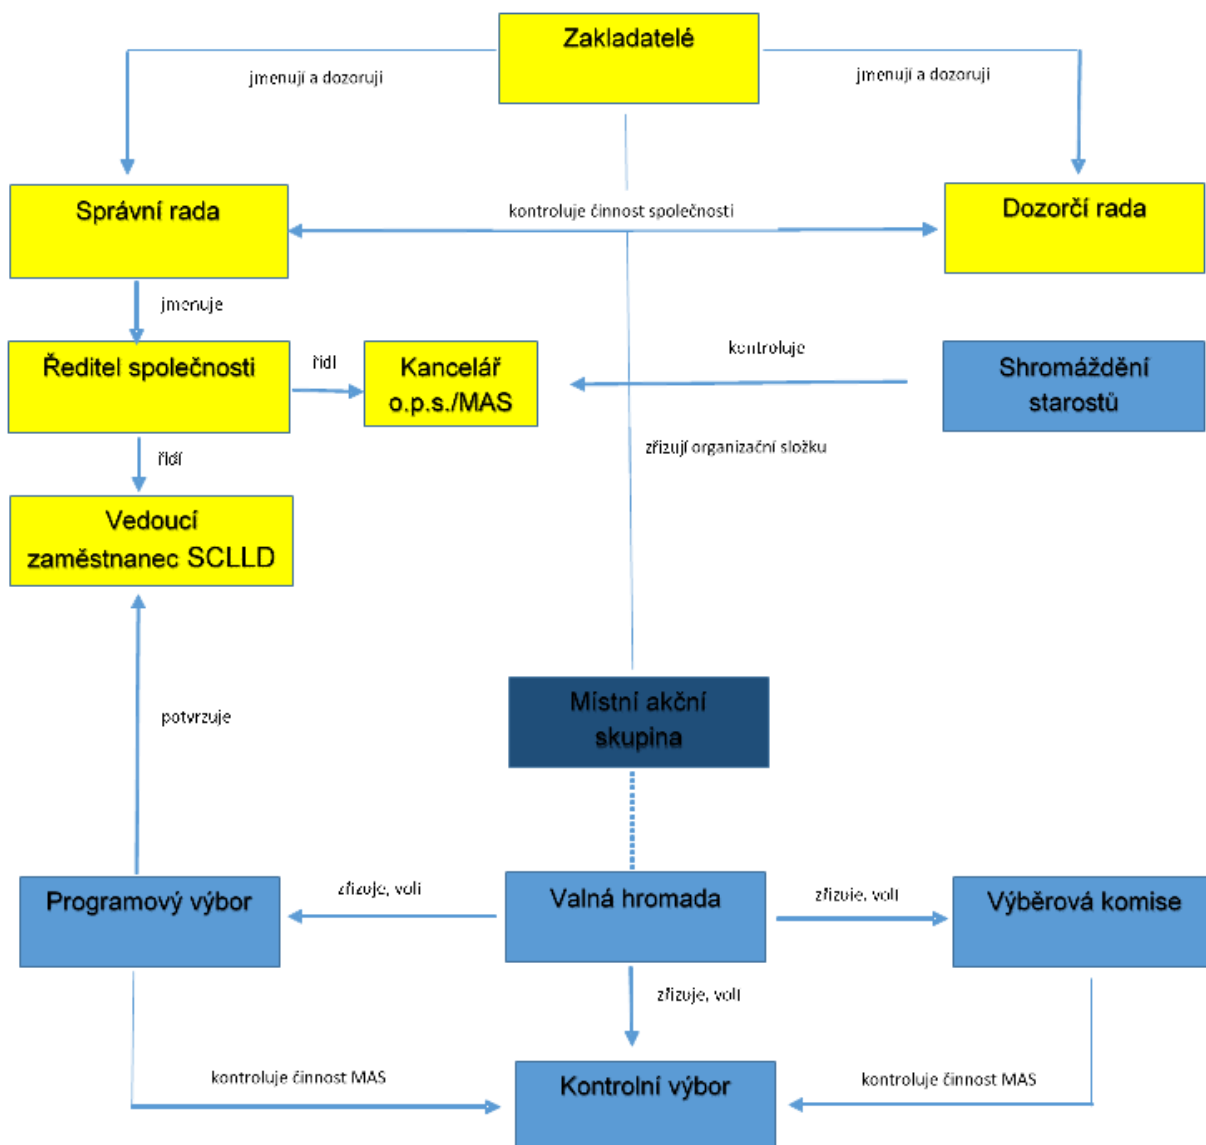 Zakladatelé
jmenují a dozorují
jmenují a dozorují
Správní rada
kontroluje činnost společnosti
Dozorčí rada
jmenuje
Ředitel společnosti
řídí
Kancelář
o.p.s./MAS
kontroluje
Shromáždění
starostů
zřizují organizační složku
řídí
Vedoucí
zaměstnanec SCLLD
potvrzuje
Místní akční
skupina
Programový výbor
zřizuje, volí
Valná hromada
zřizuje, volí
Výběrová komise
zřizuje, volí
kontroluje činnost MAS
Kontrolní výbor
kontroluje činnost MAS